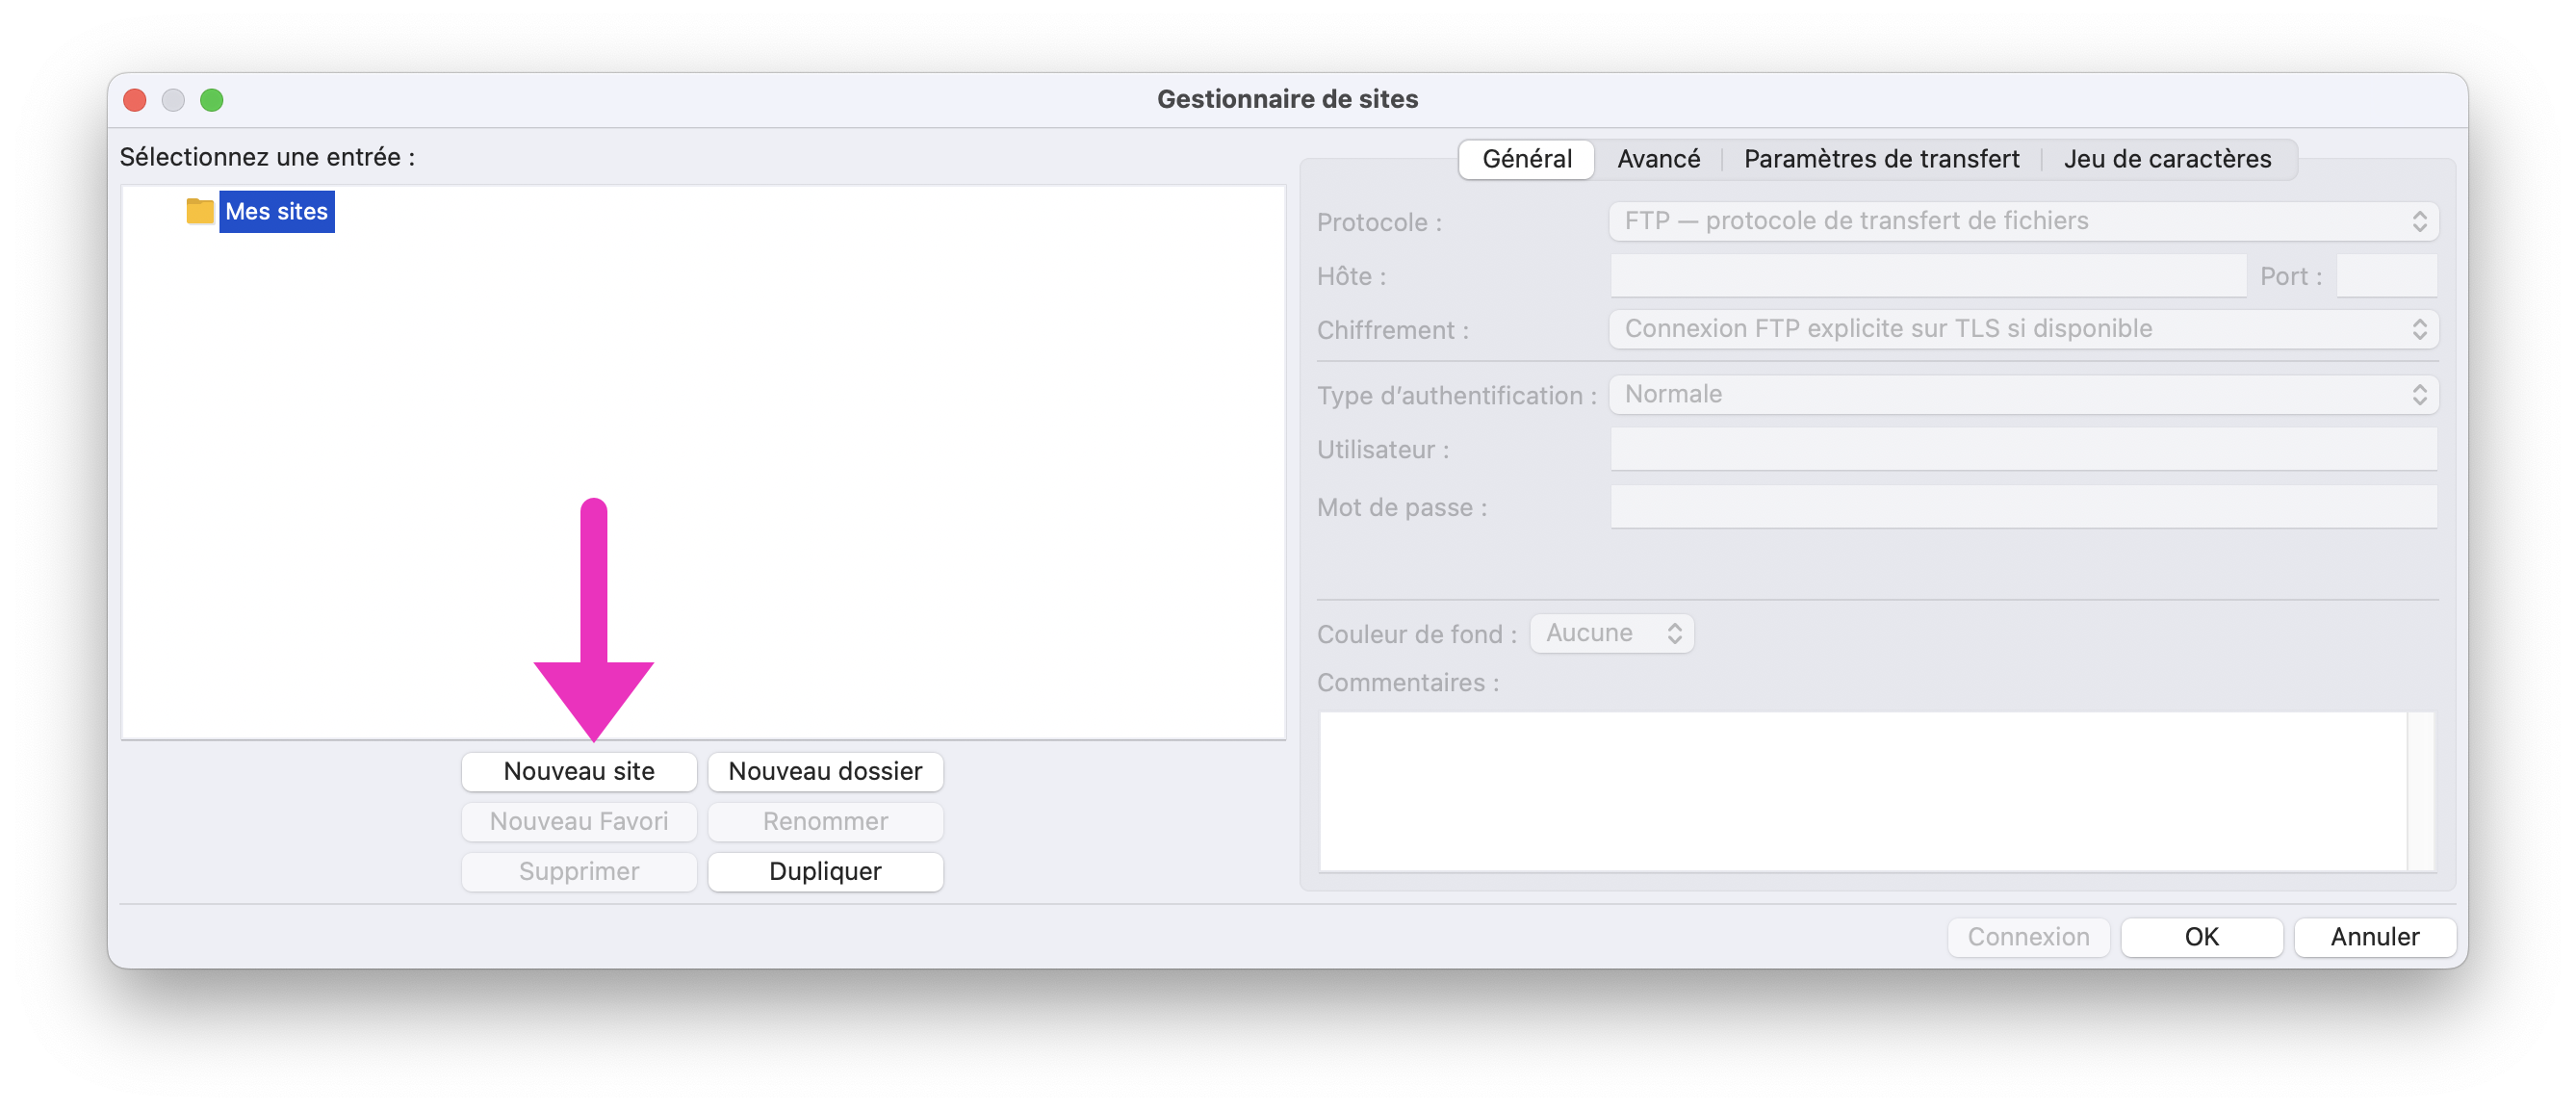 Gestionnaire de sites
Sélectionnez une entrée :
Mes sites
Nouveau site
Nouveau dossier
Nouveau Favori
Renommer
Supprimer
Dupliquer
Général
Avancé
Paramètres de transfert
Jeu de caractères
Protocole :
FTP — protocole de transfert de fichiers
Hôte :
Port :
Chiffrement :
Connexion FTP explicite sur TLS si disponible
Type d’authentification :
Normale
Utilisateur :
Mot de passe :
Couleur de fond :
Aucune
Commentaires :
Connexion
OK
Annuler